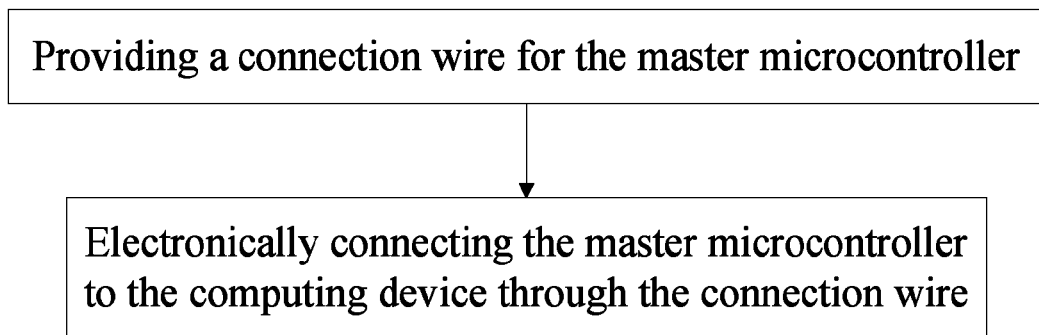 Providing a connection wire for the master microcontroller
Electronically connecting the master microcontroller
to the computing device through the connection wire